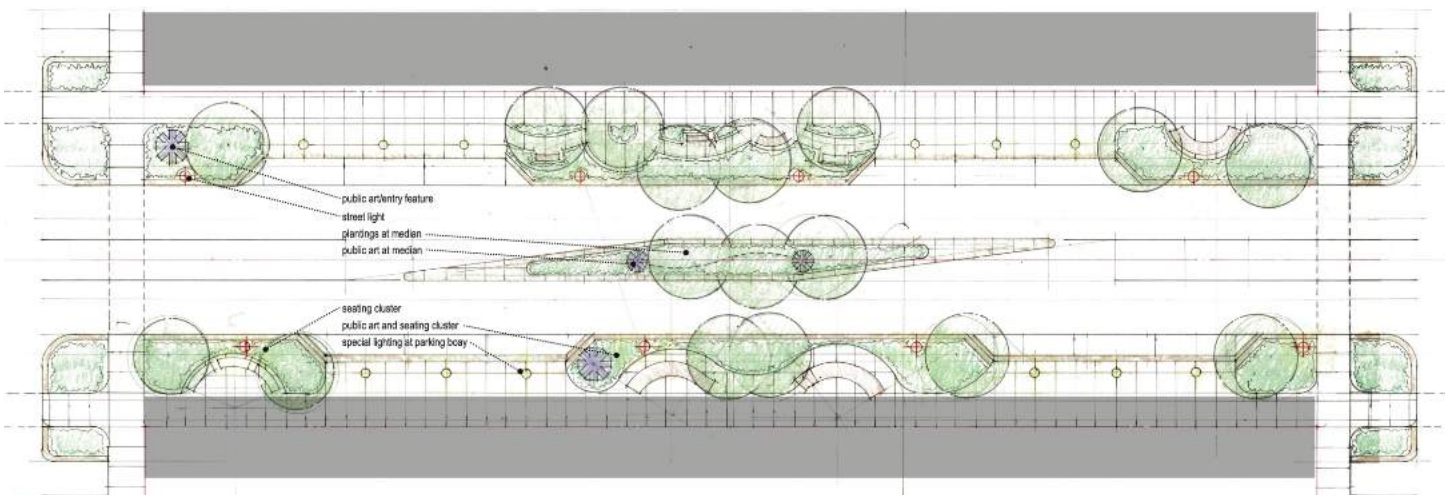 public art/entry feature
street light
plantings at median
public art at median
seating cluster
public art and seating cluster
special lighting at parking boay